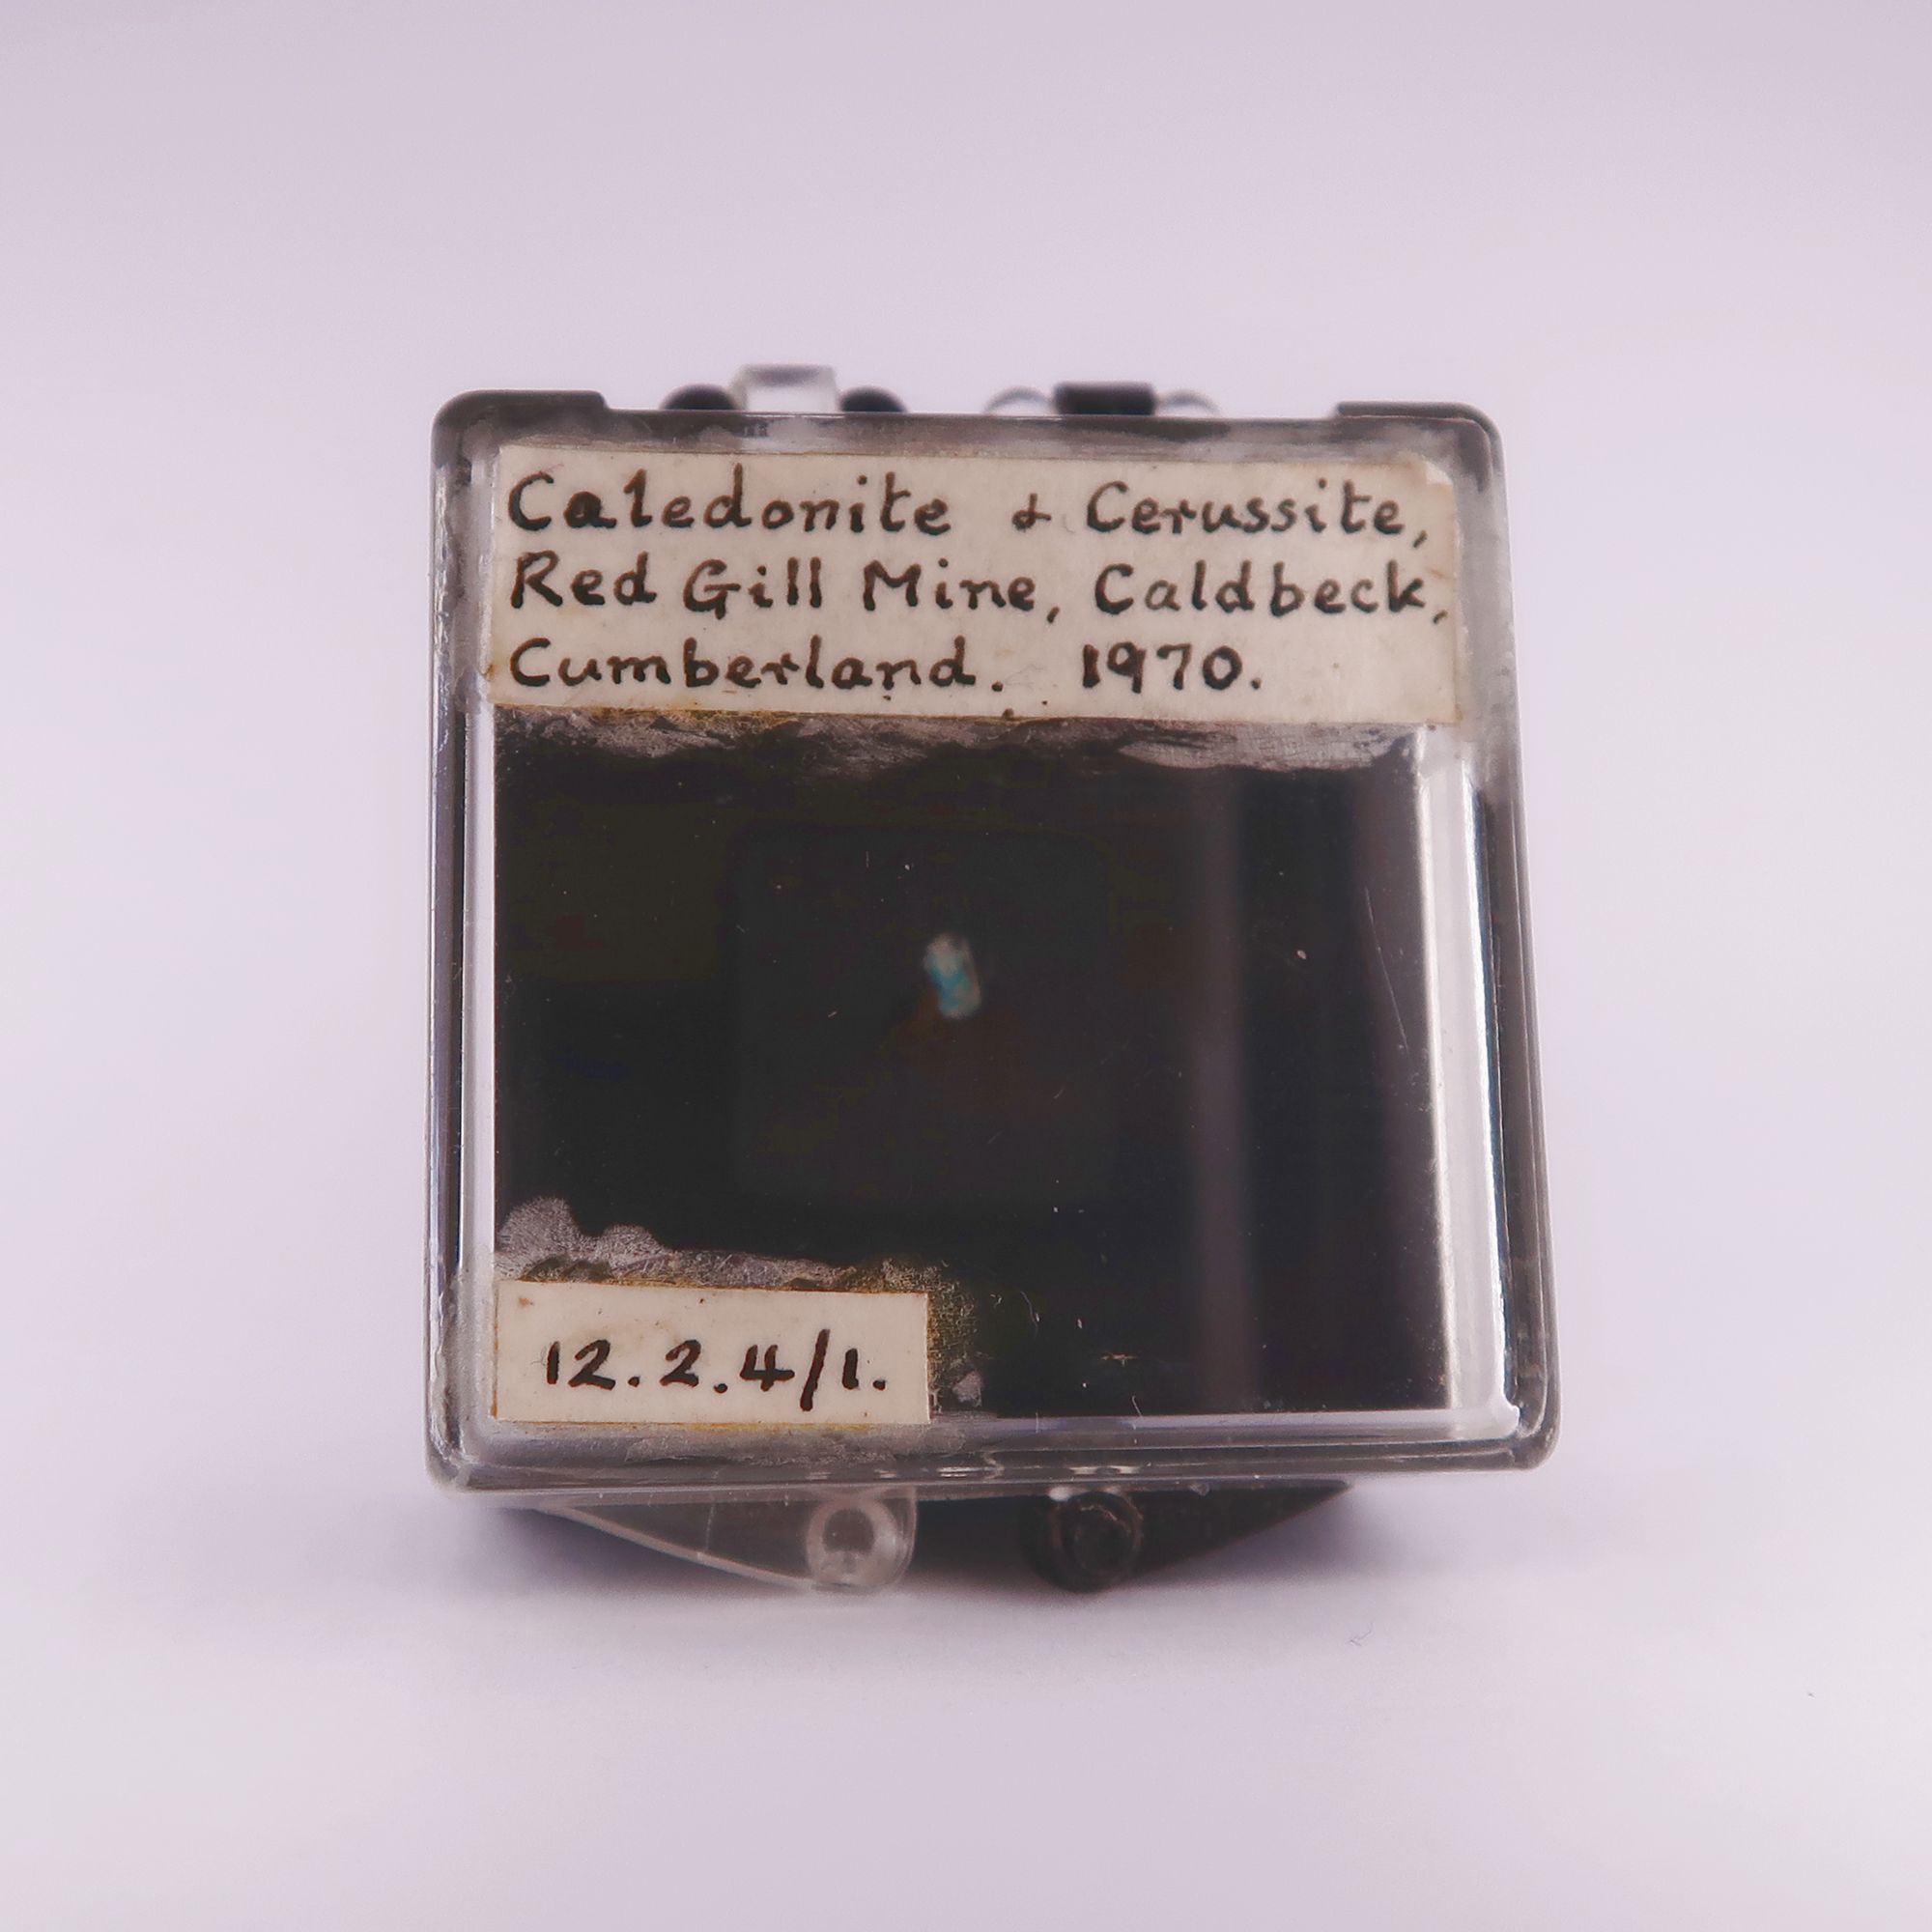 Caledonite & Cerussite,
Red Gill Mine, Caldbeck,
Cumberland. 1970.
12.2.4/1.